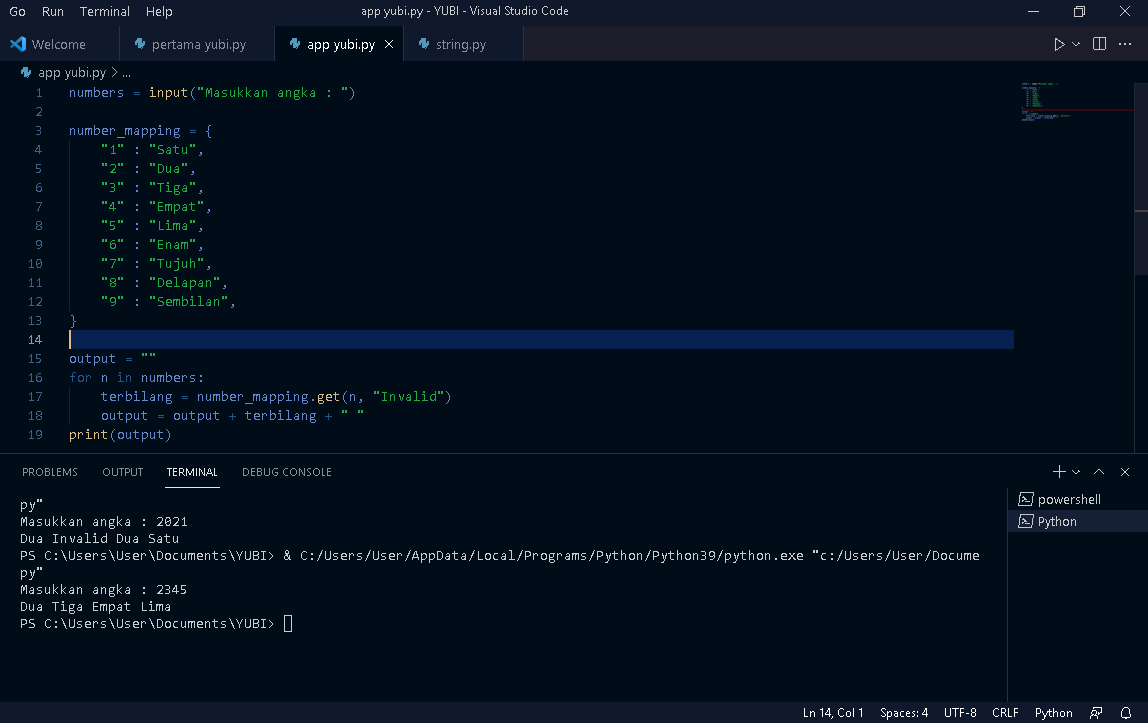 Go Run Terminal Help app yubi.py - YUBI - Visual Studio Code
Welcome pertama yubi.py app yubi.py string.py
app yubi.py > ...
1 numbers = input("Masukkan angka : ")
2
3 number_mapping = {
4 "1" : "Satu",
5 "2" : "Dua",
6 "3" : "Tiga",
7 "4" : "Empat",
8 "5" : "Lima",
9 "6" : "Enam",
10 "7" : "Tujuh",
11 "8" : "Delapan",
12 "9" : "Sembilan",
13 }
14
15 output = ""
16 for n in numbers:
17 terbilang = number_mapping.get(n, "Invalid")
18 output = output + terbilang + " "
19 print(output)
PROBLEMS OUTPUT TERMINAL DEBUG CONSOLE
powershell
Python
py"
Masukkan angka : 2021
Dua Invalid Dua Satu
PS C:\Users\User\Documents\YUBI> & C:/Users/User/AppData/Local/Programs/Python/Python39/python.exe "c:/Users/User/Docume
py"
Masukkan angka : 2345
Dua Tiga Empat Lima
PS C:\Users\User\Documents\YUBI>
Ln 14, Col 1 Spaces: 4 UTF-8 CRLF Python